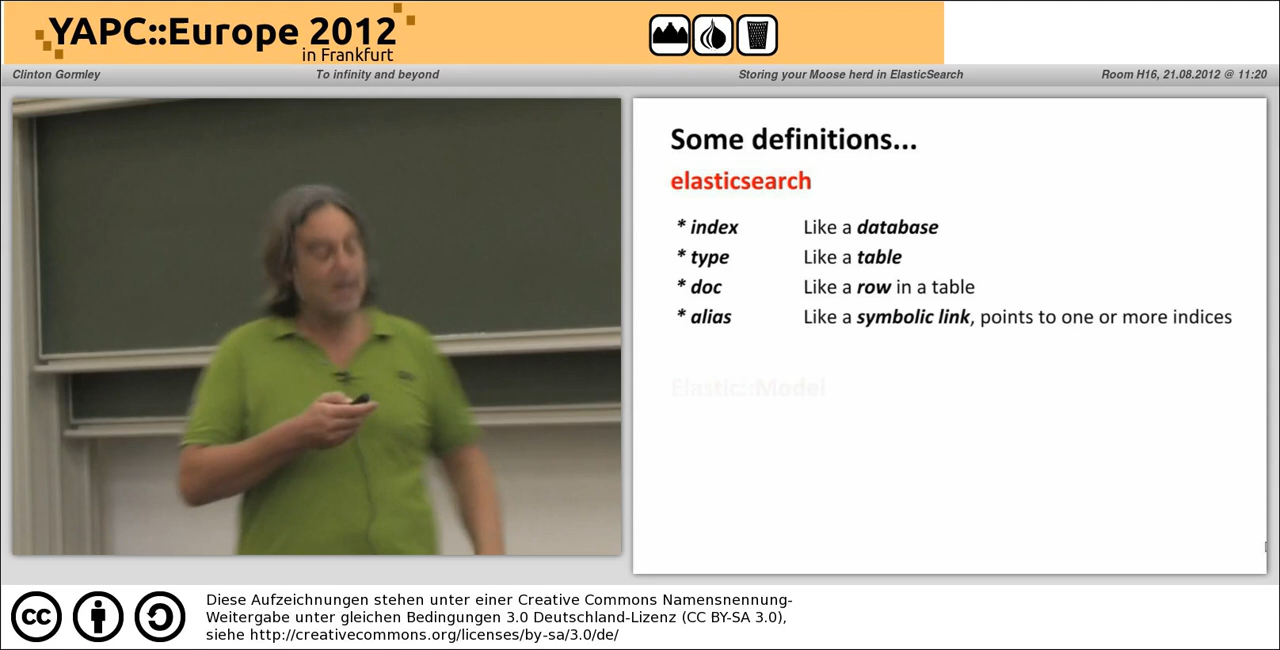 YAPC::Europe 2012
in Frankfurt
Clinton Gormley To infinity and beyond Storing your Moose herd in ElasticSearch Room H16, 21.08.2012 @ 11:20
Some definitions...
elasticsearch
* index Like a database
* type Like a table
* doc Like a row in a table
* alias Like a symbolic link, points to one or more indices
Elastic::Model
cc
Diese Aufzeichnungen stehen unter einer Creative Commons Namensnennung-
Weitergabe unter gleichen Bedingungen 3.0 Deutschland-Lizenz (CC BY-SA 3.0),
siehe http://creativecommons.org/licenses/by-sa/3.0/de/